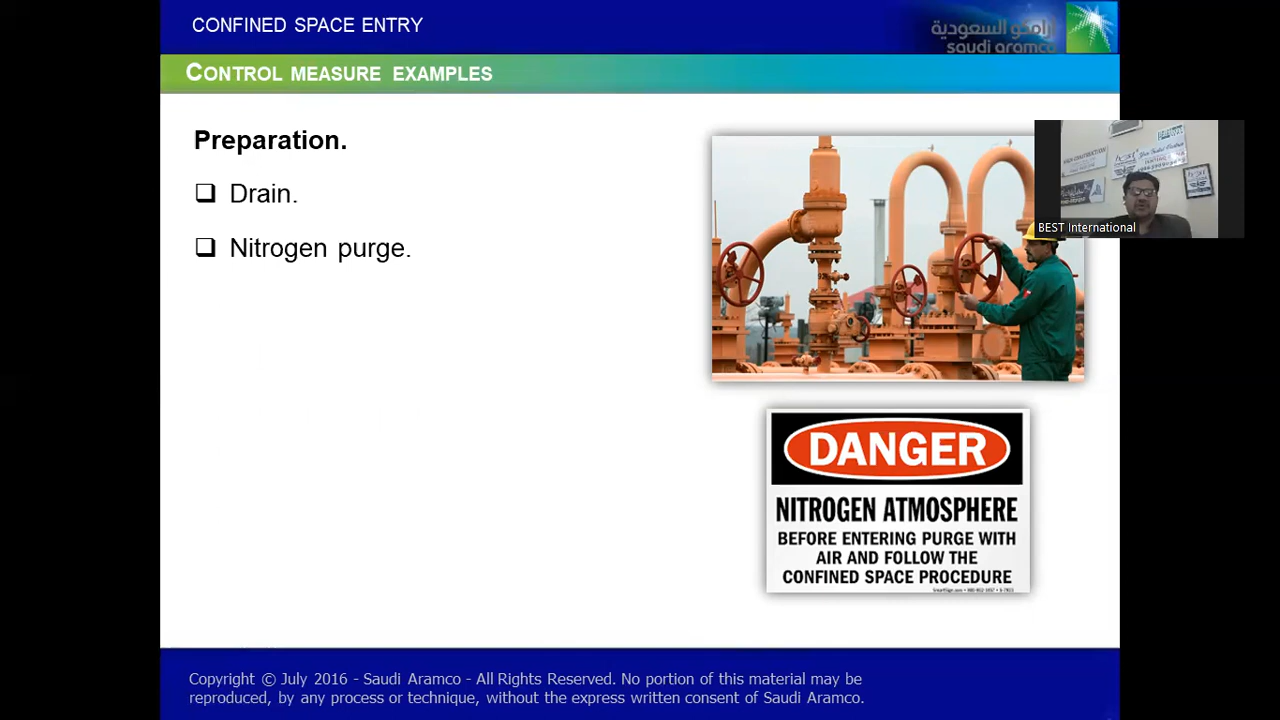 CONFINED SPACE ENTRY
أرامكو السعودية
saudi aramco
CONTROL MEASURE EXAMPLES
Preparation.
Drain.
Nitrogen purge.
BEST International
DANGER
NITROGEN ATMOSPHERE
BEFORE ENTERING PURGE WITH
AIR AND FOLLOW THE
CONFINED SPACE PROCEDURE
Copyright © July 2016 - Saudi Aramco - All Rights Reserved. No portion of this material may be
reproduced, by any process or technique, without the express written consent of Saudi Aramco.